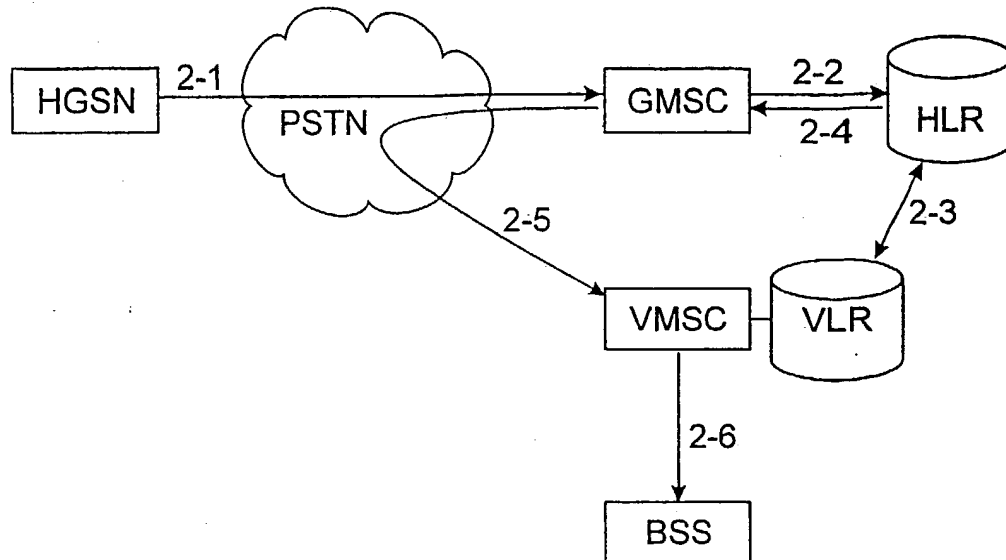 HGSN
2-1
PSTN
GMSC
2-2
2-4
HLR
2-3
2-5
VMSC
VLR
2-6
BSS